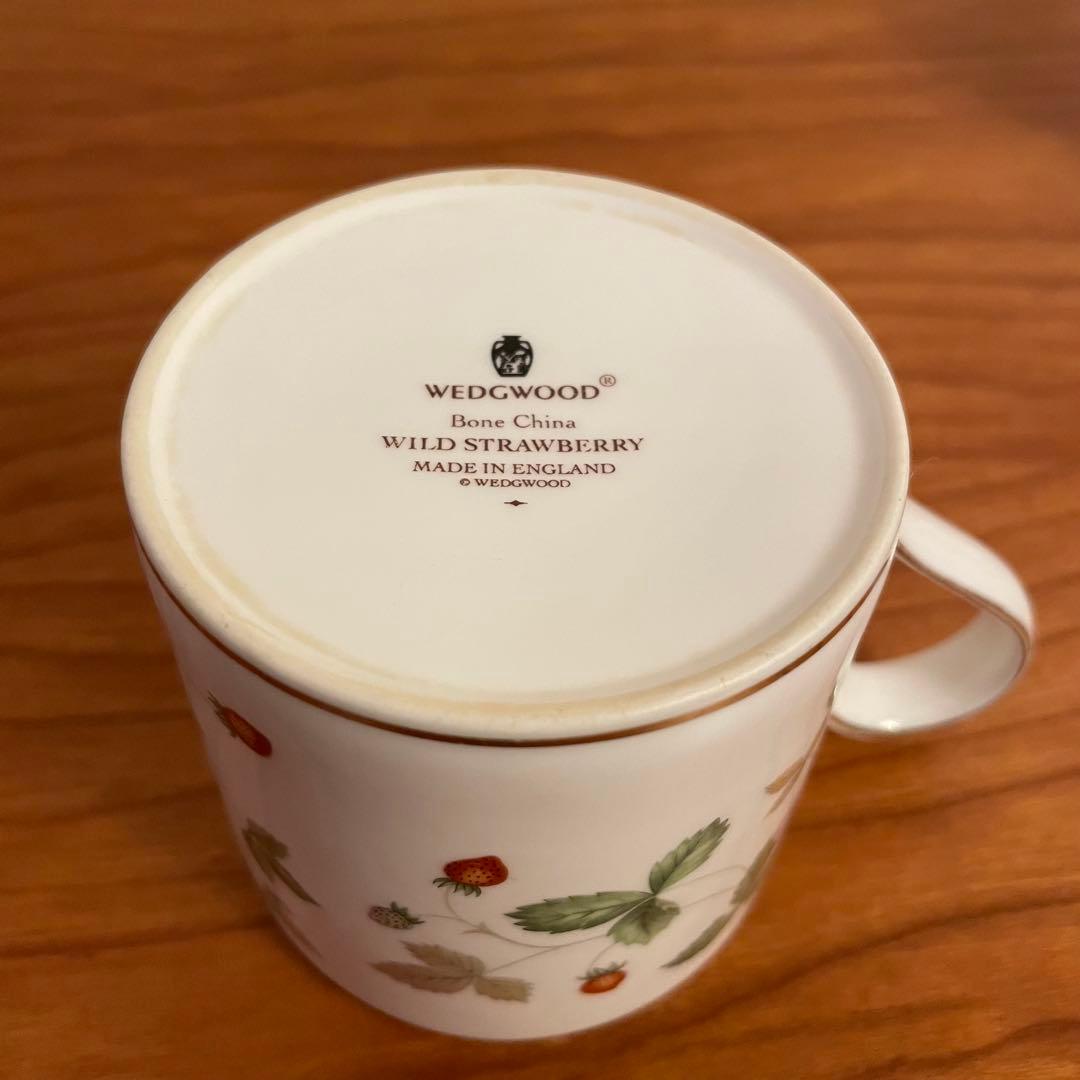 WEDGWOOD®
Bone China
WILD STRAWBERRY
MADE IN ENGLAND
© WEDGWOOD